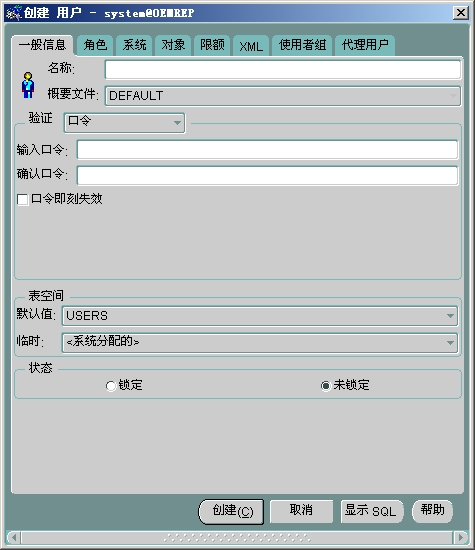 创建 用户 - system@OEMREP
一般信息 角色 系统 对象 限额 XML 使用者组 代理用户
名称:
概要文件: DEFAULT
验证 口令
输入口令:
确认口令:
口令即刻失效
表空间
默认值: USERS
临时: <系统分配的>
状态
锁定 未锁定
创建(C) 取消 显示 SQL 帮助